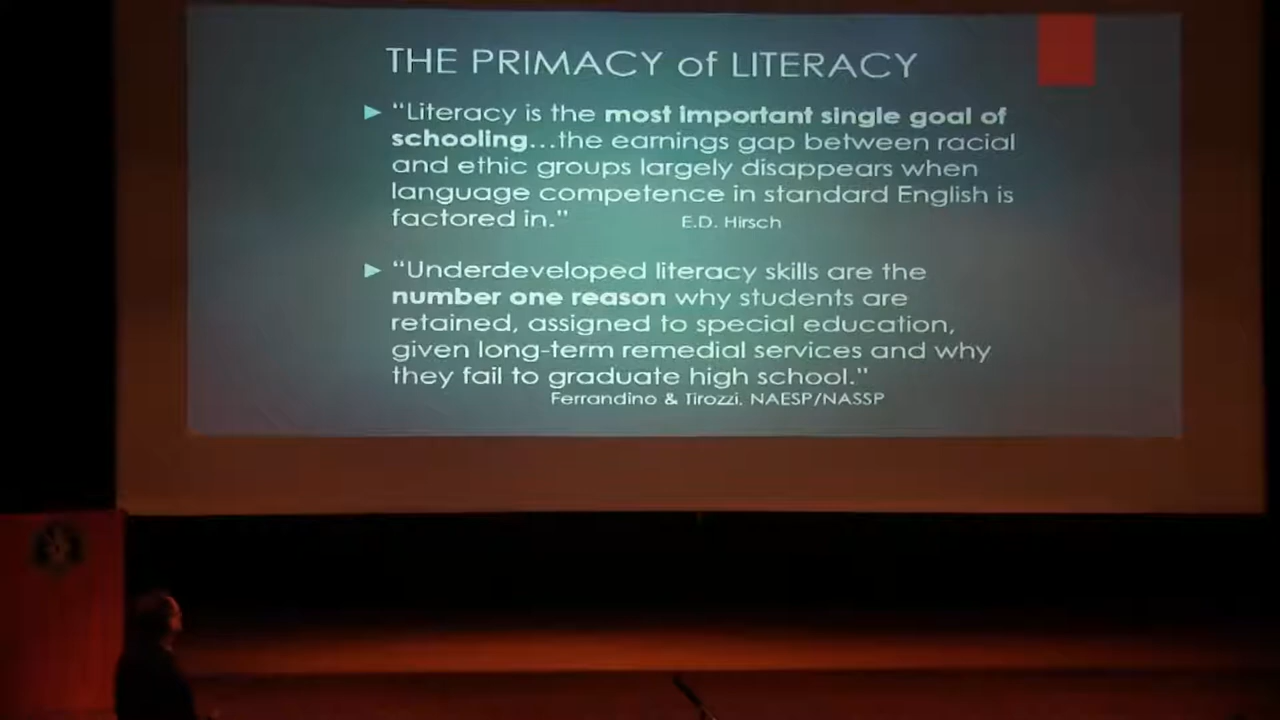 THE PRIMACY of LITERACY
“Literacy is the most important single goal of
schooling...the earnings gap between racial
and ethic groups largely disappears when
language competence in standard English is
factored in.” E.D. Hirsch
“Underdeveloped literacy skills are the
number one reason why students are
retained, assigned to special education,
given long-term remedial services and why
they fail to graduate high school.”
Ferrandino & Tirozzi, NAESP/NASSP